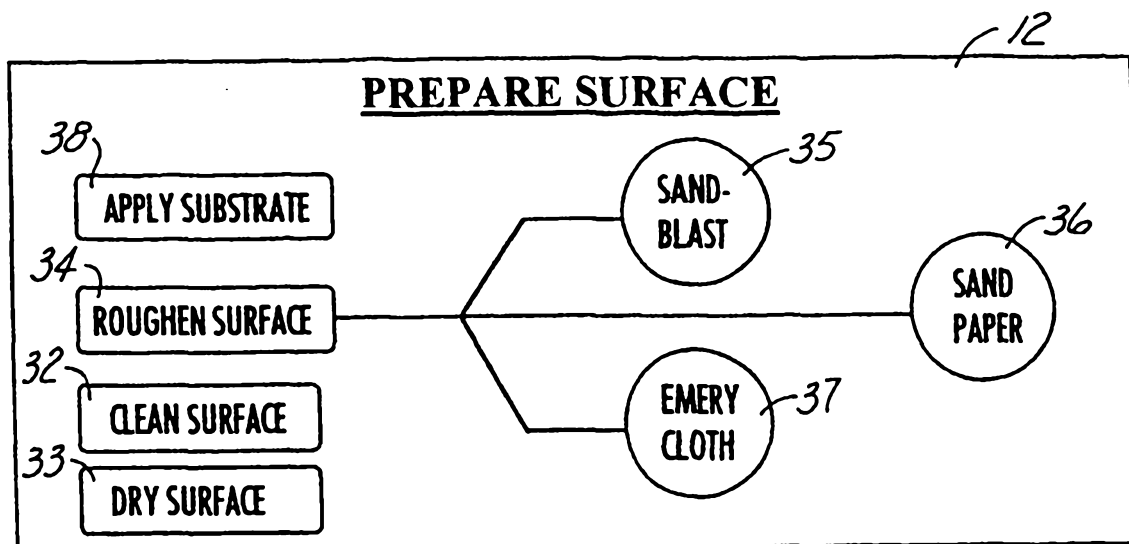 12
PREPARE SURFACE
38
APPLY SUBSTRATE
35
SAND-
BLAST
34
ROUGHEN SURFACE
36
SAND
PAPER
32
CLEAN SURFACE
37
EMERY
CLOTH
33
DRY SURFACE